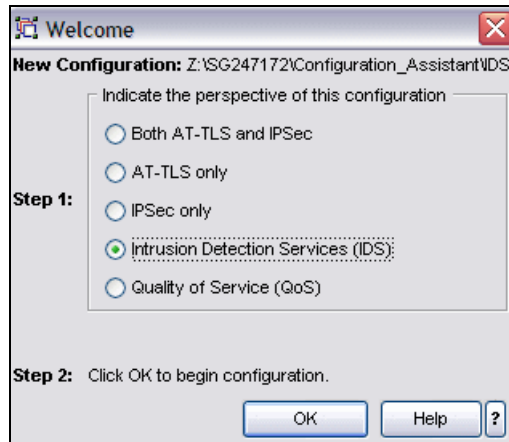 Welcome
New Configuration: Z:\SG247172\Configuration_Assistant\IDS
Indicate the perspective of this configuration
Both AT-TLS and IPSec
AT-TLS only
Step 1:
IPSec only
Intrusion Detection Services (IDS)
Quality of Service (QoS)
Step 2: Click OK to begin configuration.
OK Help ?